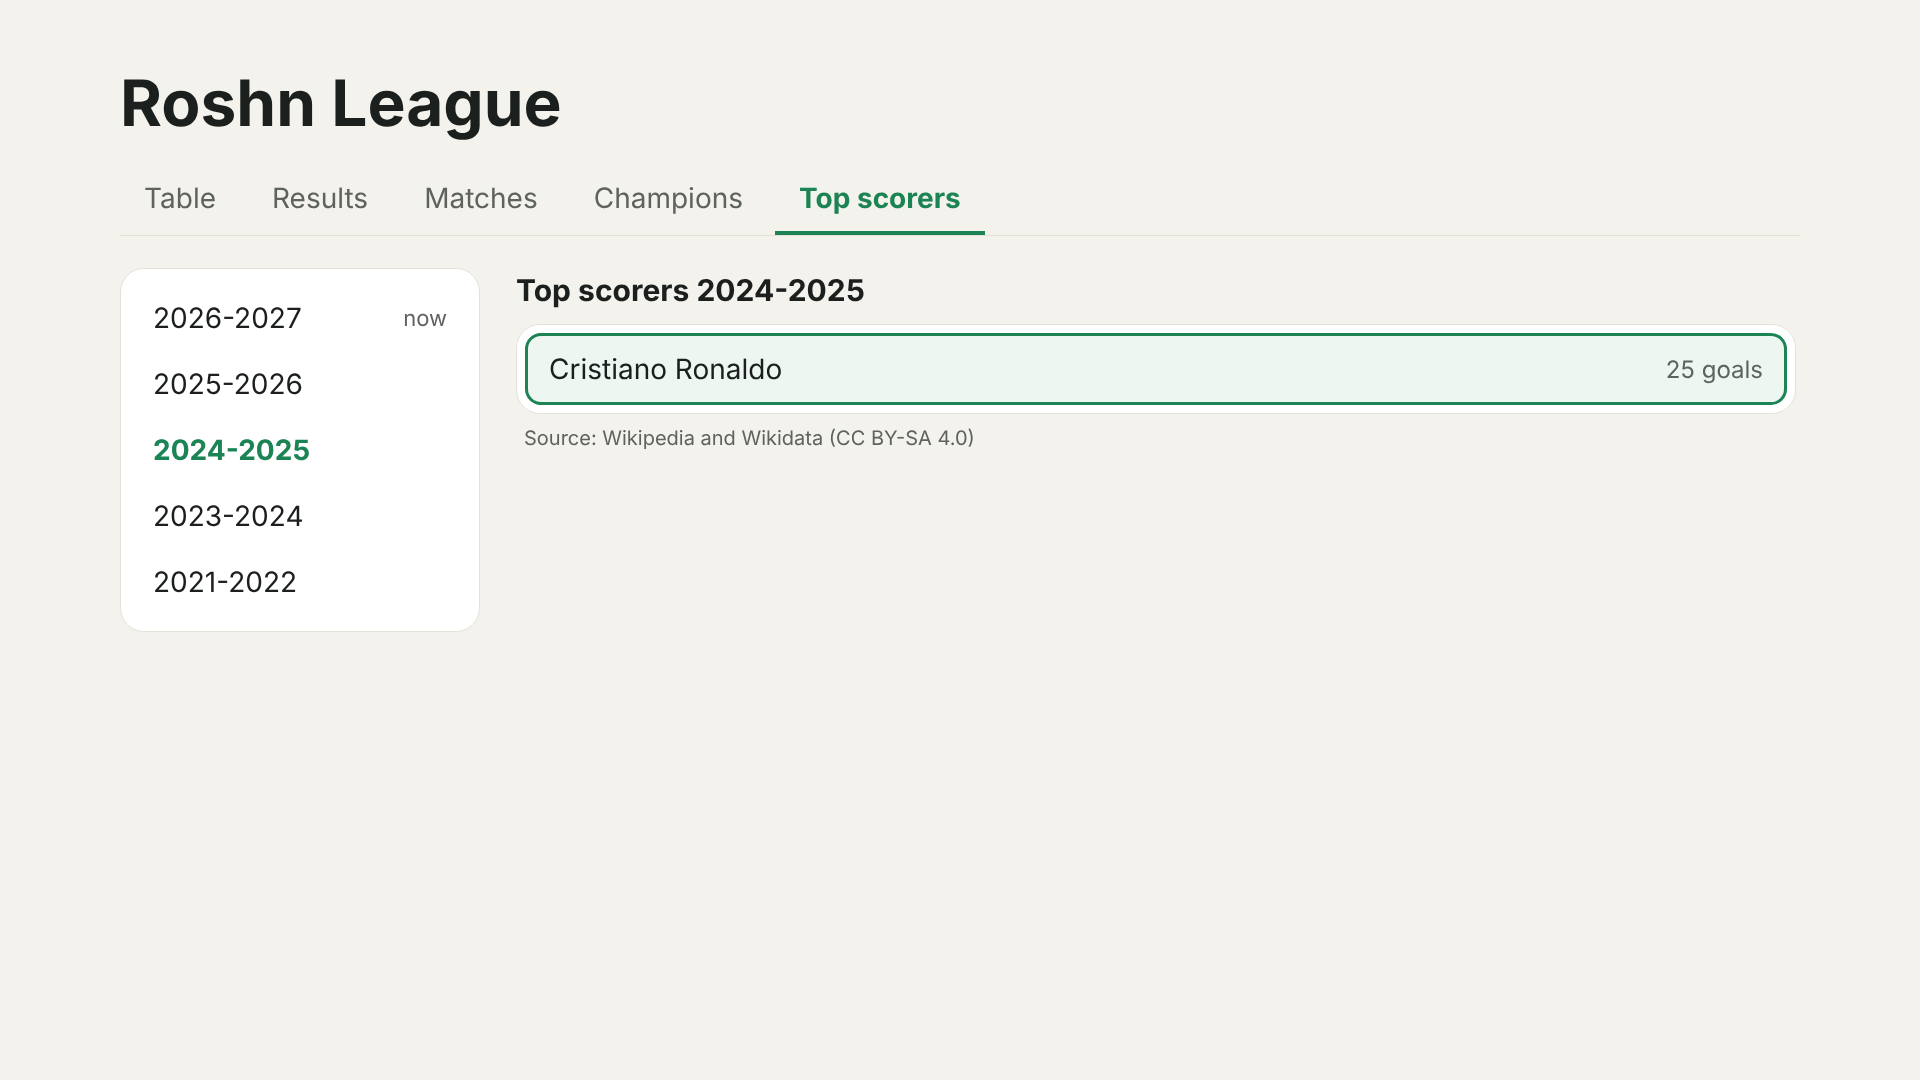 Roshn League
Table Results Matches Champions Top scorers
2026-2027 now
2025-2026
2024-2025
2023-2024
2021-2022
Top scorers 2024-2025
Cristiano Ronaldo 25 goals
Source: Wikipedia and Wikidata (CC BY-SA 4.0)